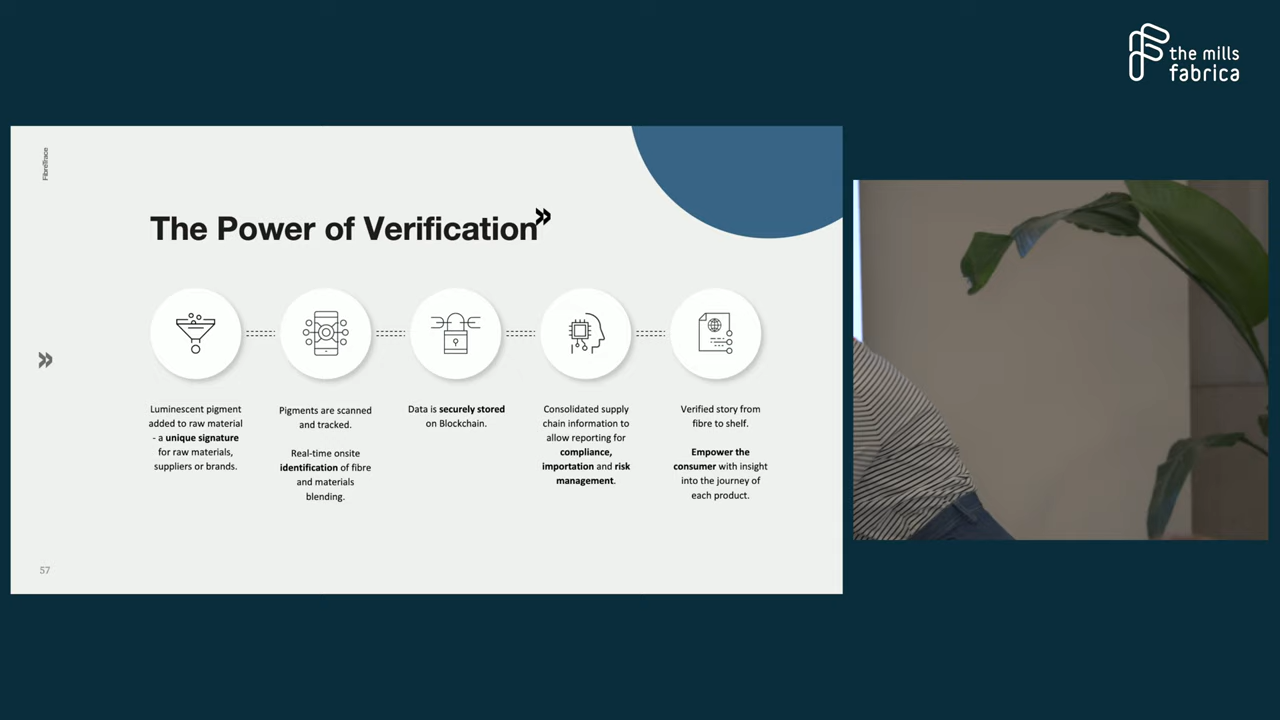 the mills
fabrica
FibreTrace
The Power of Verification»
»
Luminescent pigment
added to raw material
- a unique signature
for raw materials,
suppliers or brands.
Pigments are scanned
and tracked.
Real-time onsite
identification of fibre
and materials
blending.
Data is securely stored
on Blockchain.
Consolidated supply
chain information to
allow reporting for
compliance,
importation and risk
management.
Verified story from
fibre to shelf.
Empower the
consumer with insight
into the journey of
each product.
57